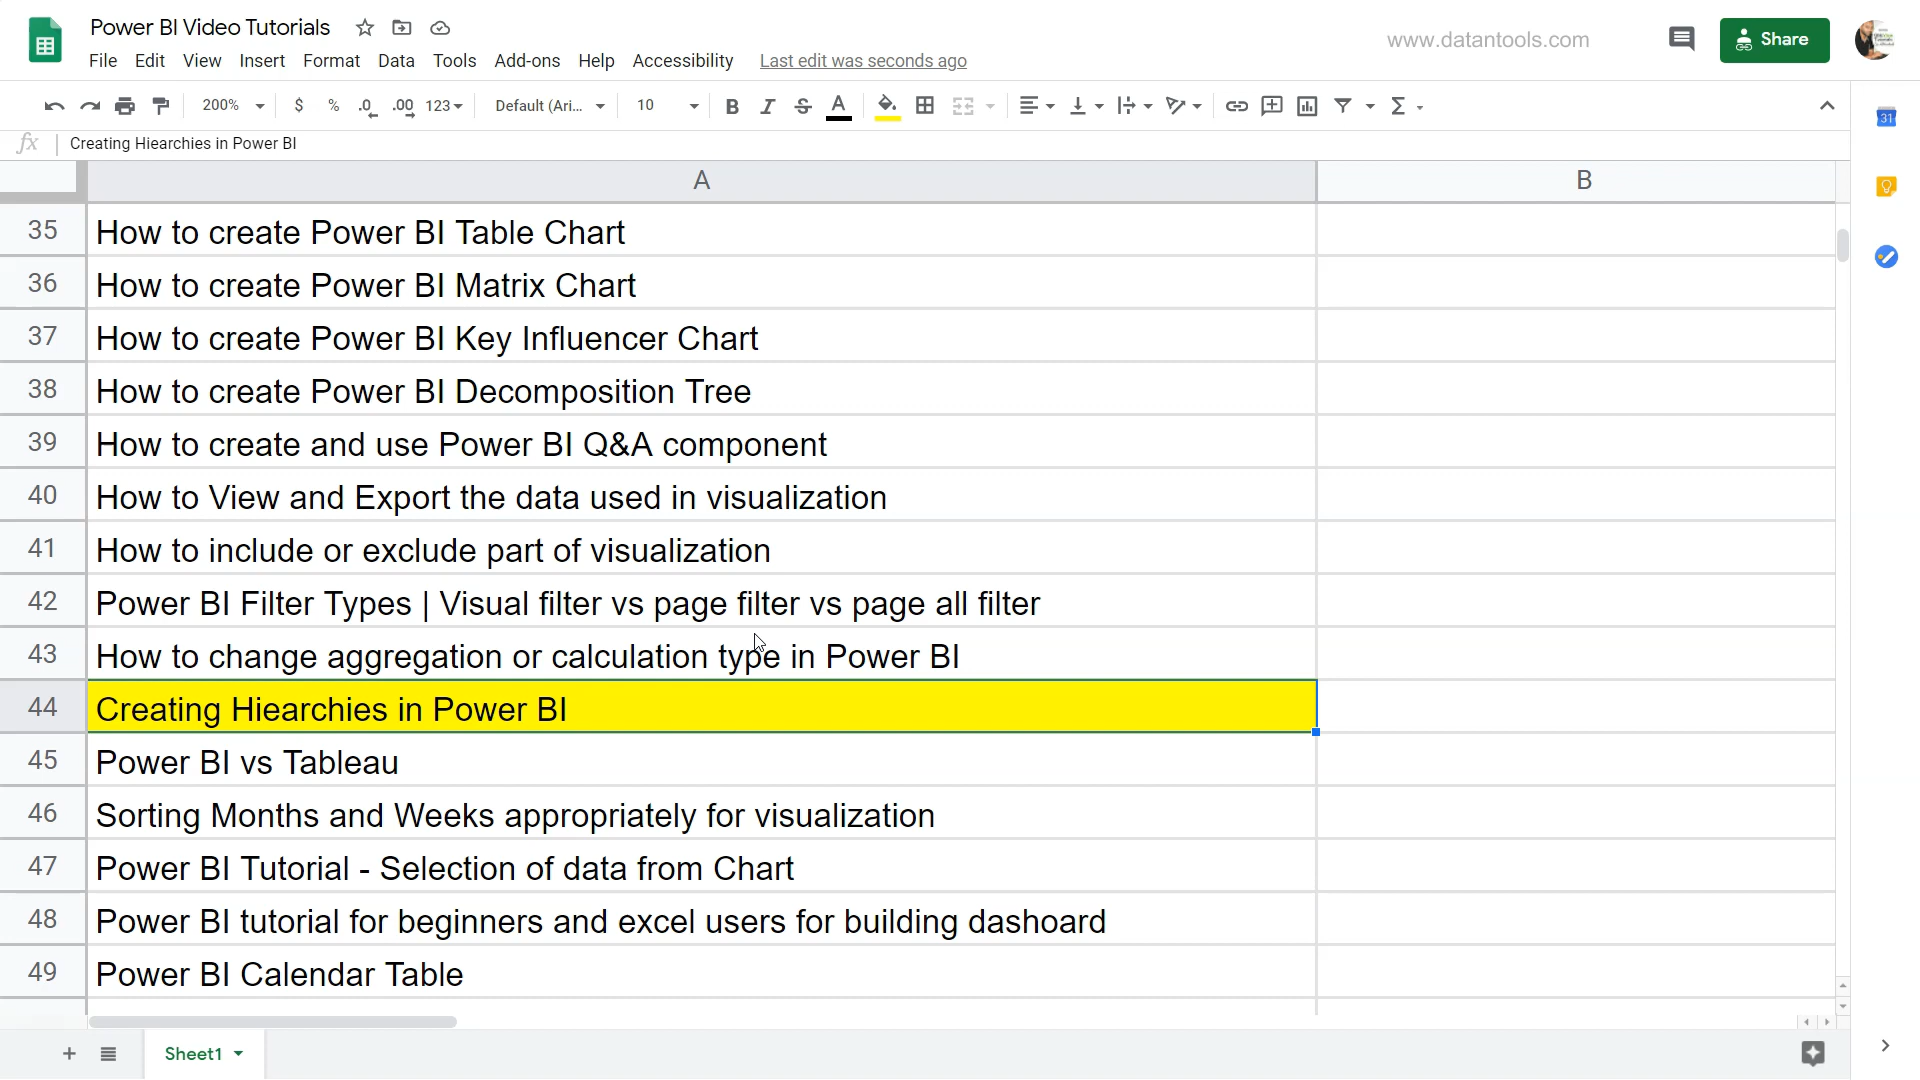 Power BI Video Tutorials
www.datantools.com
Share
File Edit View Insert Format Data Tools Add-ons Help Accessibility Last edit was seconds ago
200% $ % .0 .00 123 Default (Ari... 10 B I S A Σ
31
fx Creating Hiearchies in Power BI
A B
35 How to create Power BI Table Chart
36 How to create Power BI Matrix Chart
37 How to create Power BI Key Influencer Chart
38 How to create Power BI Decomposition Tree
39 How to create and use Power BI Q&A component
40 How to View and Export the data used in visualization
41 How to include or exclude part of visualization
42 Power BI Filter Types | Visual filter vs page filter vs page all filter
43 How to change aggregation or calculation type in Power BI
44 Creating Hiearchies in Power BI
45 Power BI vs Tableau
46 Sorting Months and Weeks appropriately for visualization
47 Power BI Tutorial - Selection of data from Chart
48 Power BI tutorial for beginners and excel users for building dashoard
49 Power BI Calendar Table
Sheet1